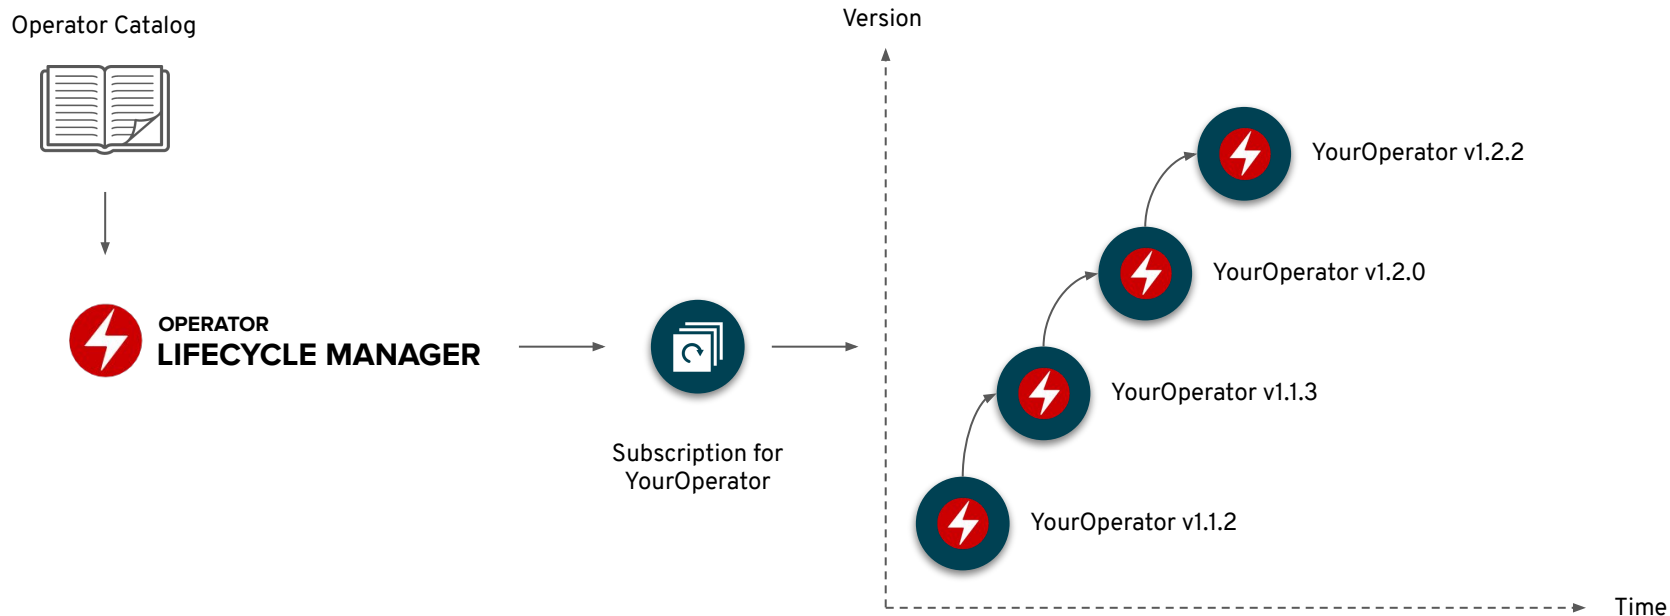 Operator Catalog
OPERATOR
LIFECYCLE MANAGER
Subscription for
YourOperator
Version
YourOperator v1.2.2
YourOperator v1.2.0
YourOperator v1.1.3
YourOperator v1.1.2
Time